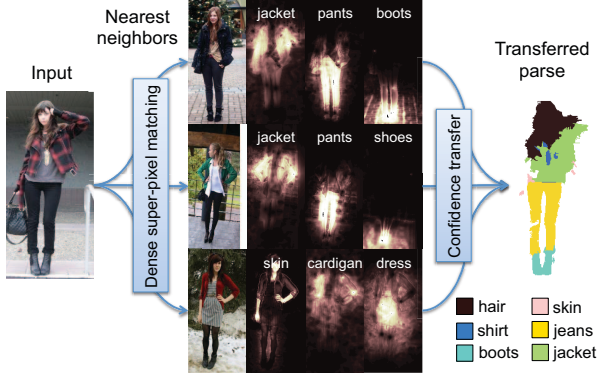 Nearest
neighbors
Input
Dense super-pixel matching
jacket pants boots
jacket pants shoes
skin cardigan dress
Confidence transfer
Transferred
parse
hair skin
shirt jeans
boots jacket